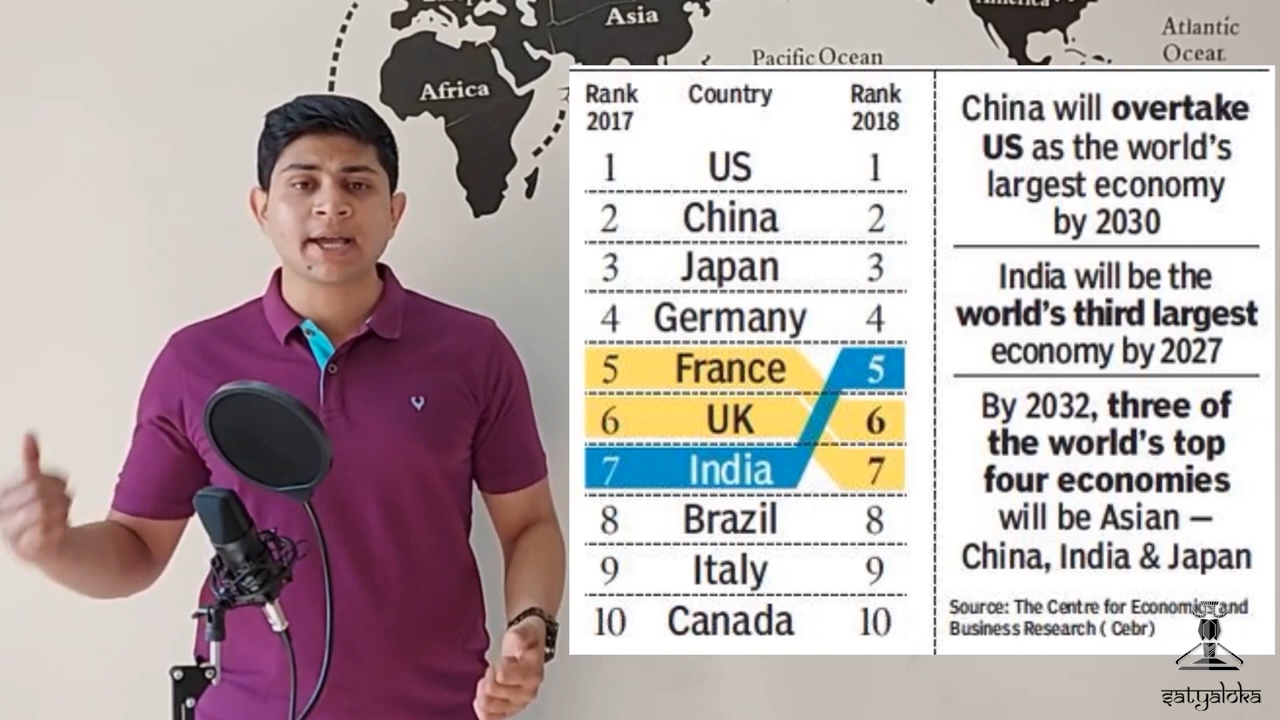 Asia
America
Africa
Pacific Ocean
Atlantic
Ocean
Rank Country Rank
2017 2018
1 US 1
2 China 2
3 Japan 3
4 Germany 4
5 France 5
6 UK 6
7 India 7
8 Brazil 8
9 Italy 9
10 Canada 10
China will overtake
US as the world's
largest economy
by 2030
India will be the
world's third largest
economy by 2027
By 2032, three of
the world's top
four economies
will be Asian —
China, India & Japan
Source: The Centre for Economics and
Business Research ( Cebr)
satyaloka